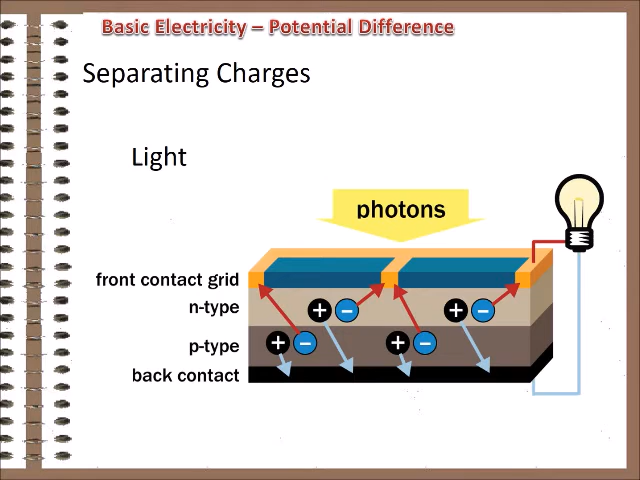 Basic Electricity – Potential Difference
Separating Charges
Light
photons
front contact grid
n-type
p-type
back contact
+ –
+ –
+ –
+ –